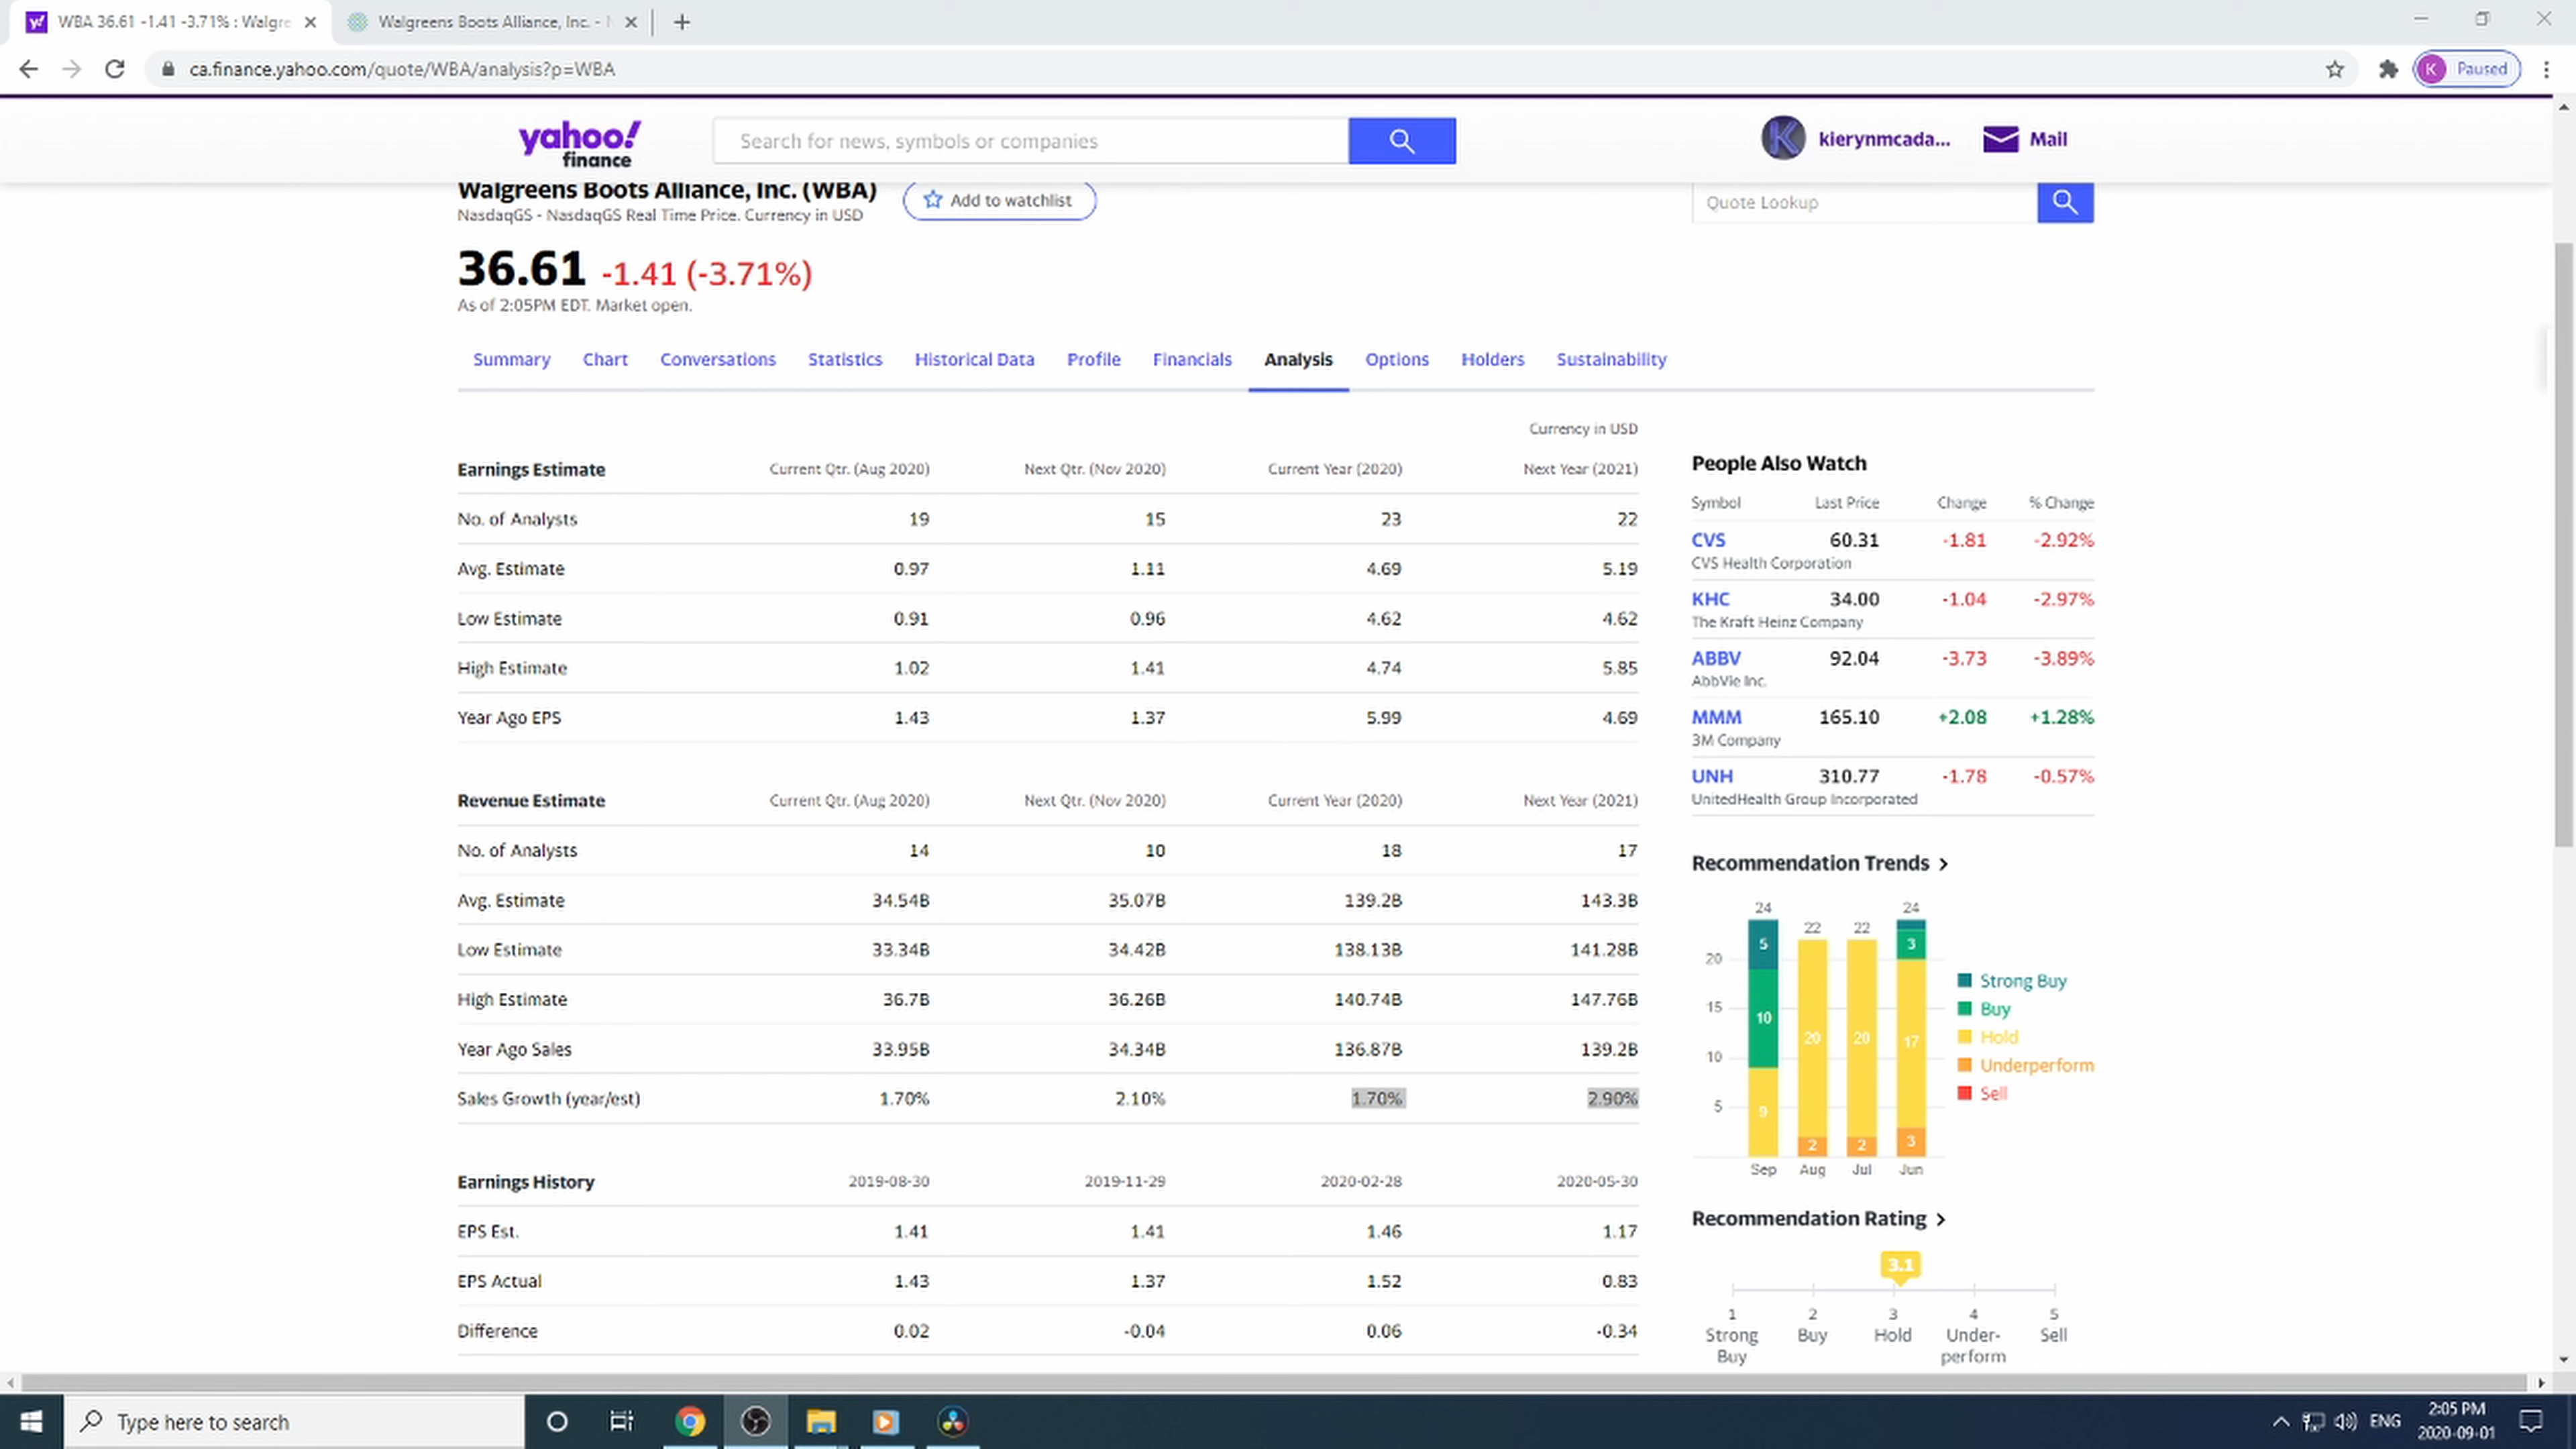 WBA 36.61 -1.41 -3.71% : Walgre
Walgreens Boots Alliance, Inc. -
ca.finance.yahoo.com/quote/WBA/analysis?p=WBA
K Paused
yahoo!
finance
Search for news, symbols or companies
K kierynmcada... Mail
Walgreens Boots Alliance, Inc. (WBA)
NasdaqGS - NasdaqGS Real Time Price. Currency in USD
Add to watchlist
Quote Lookup
36.61 -1.41 (-3.71%)
As of 2:05PM EDT. Market open.
Summary Chart Conversations Statistics Historical Data Profile Financials Analysis Options Holders Sustainability
Currency in USD
Earnings Estimate Current Qtr. (Aug 2020) Next Qtr. (Nov 2020) Current Year (2020) Next Year (2021)
No. of Analysts 19 15 23 22
Avg. Estimate 0.97 1.11 4.69 5.19
Low Estimate 0.91 0.96 4.62 4.62
High Estimate 1.02 1.41 4.74 5.85
Year Ago EPS 1.43 1.37 5.99 4.69
Revenue Estimate Current Qtr. (Aug 2020) Next Qtr. (Nov 2020) Current Year (2020) Next Year (2021)
No. of Analysts 14 10 18 17
Avg. Estimate 34.54B 35.07B 139.2B 143.3B
Low Estimate 33.34B 34.42B 138.13B 141.28B
High Estimate 36.7B 36.26B 140.74B 147.76B
Year Ago Sales 33.95B 34.34B 136.87B 139.2B
Sales Growth (year/est) 1.70% 2.10% 1.70% 2.90%
Earnings History 2019-08-30 2019-11-29 2020-02-28 2020-05-30
EPS Est. 1.41 1.41 1.46 1.17
EPS Actual 1.43 1.37 1.52 0.83
Difference 0.02 -0.04 0.06 -0.34
People Also Watch
Symbol Last Price Change % Change
CVS 60.31 -1.81 -2.92%
CVS Health Corporation
KHC 34.00 -1.04 -2.97%
The Kraft Heinz Company
ABBV 92.04 -3.73 -3.89%
AbbVie Inc.
MMM 165.10 +2.08 +1.28%
3M Company
UNH 310.77 -1.78 -0.57%
UnitedHealth Group Incorporated
Recommendation Trends >
24 22 22 24
5 3
20
15
10
5
10 20 20 17
9
2 2 3
Sep Aug Jul Jun
Strong Buy
Buy
Hold
Underperform
Sell
Recommendation Rating >
3.1
1 2 3 4 5
Strong Buy Hold Under- Sell
Buy perform
Type here to search
ENG
2:05 PM
2020-09-01